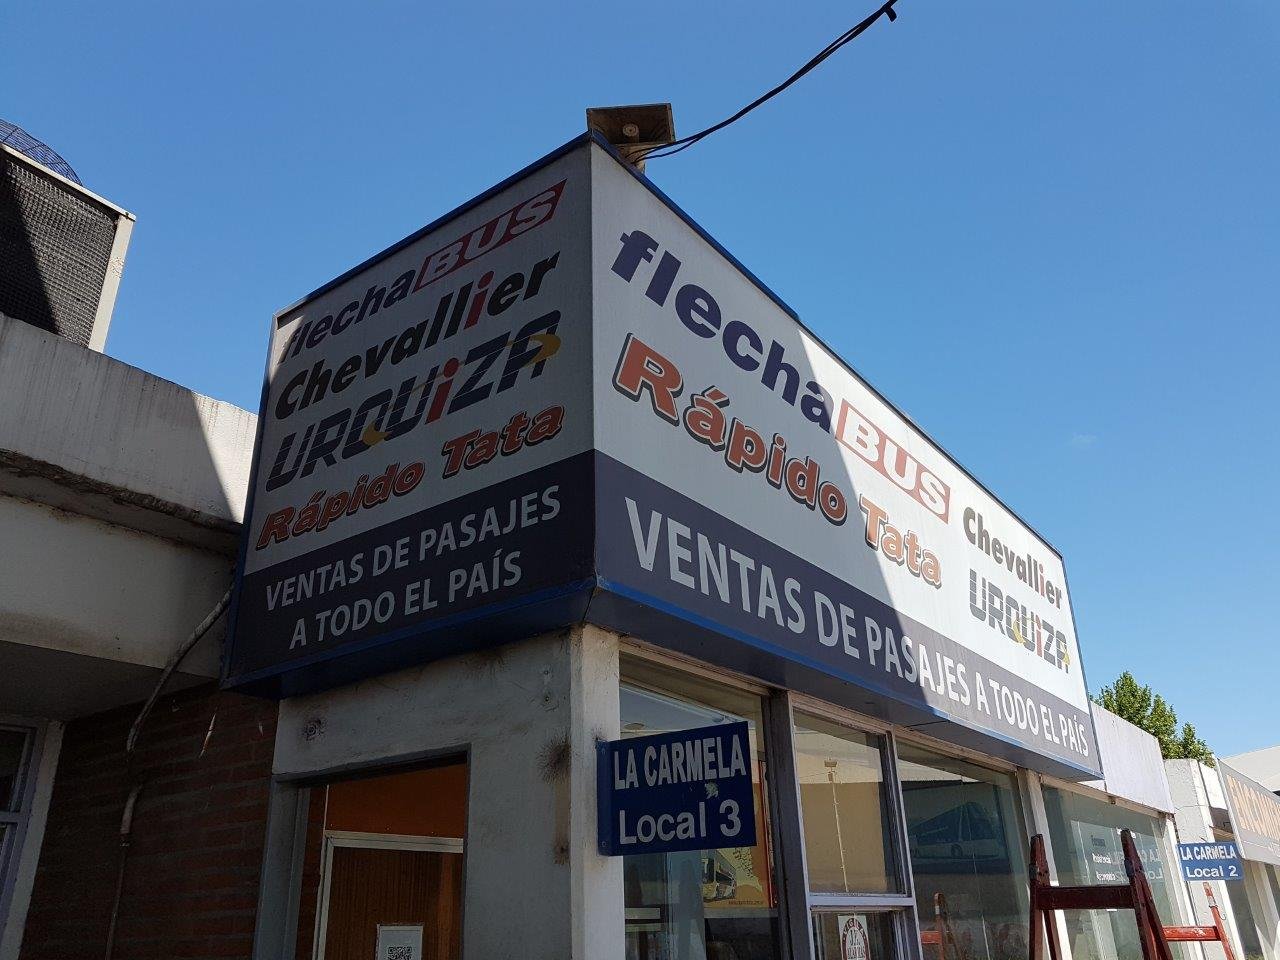 flechaBUS
Chevallier
URQUiZA
Rápido Tata
VENTAS DE PASAJES
A TODO EL PAÍS
flechaBUS
Rápido Tata
Chevallier
URQUiZA
VENTAS DE PASAJES A TODO EL PAÍS
LA CARMELA
Local 3
LA CARMELA
Local 2